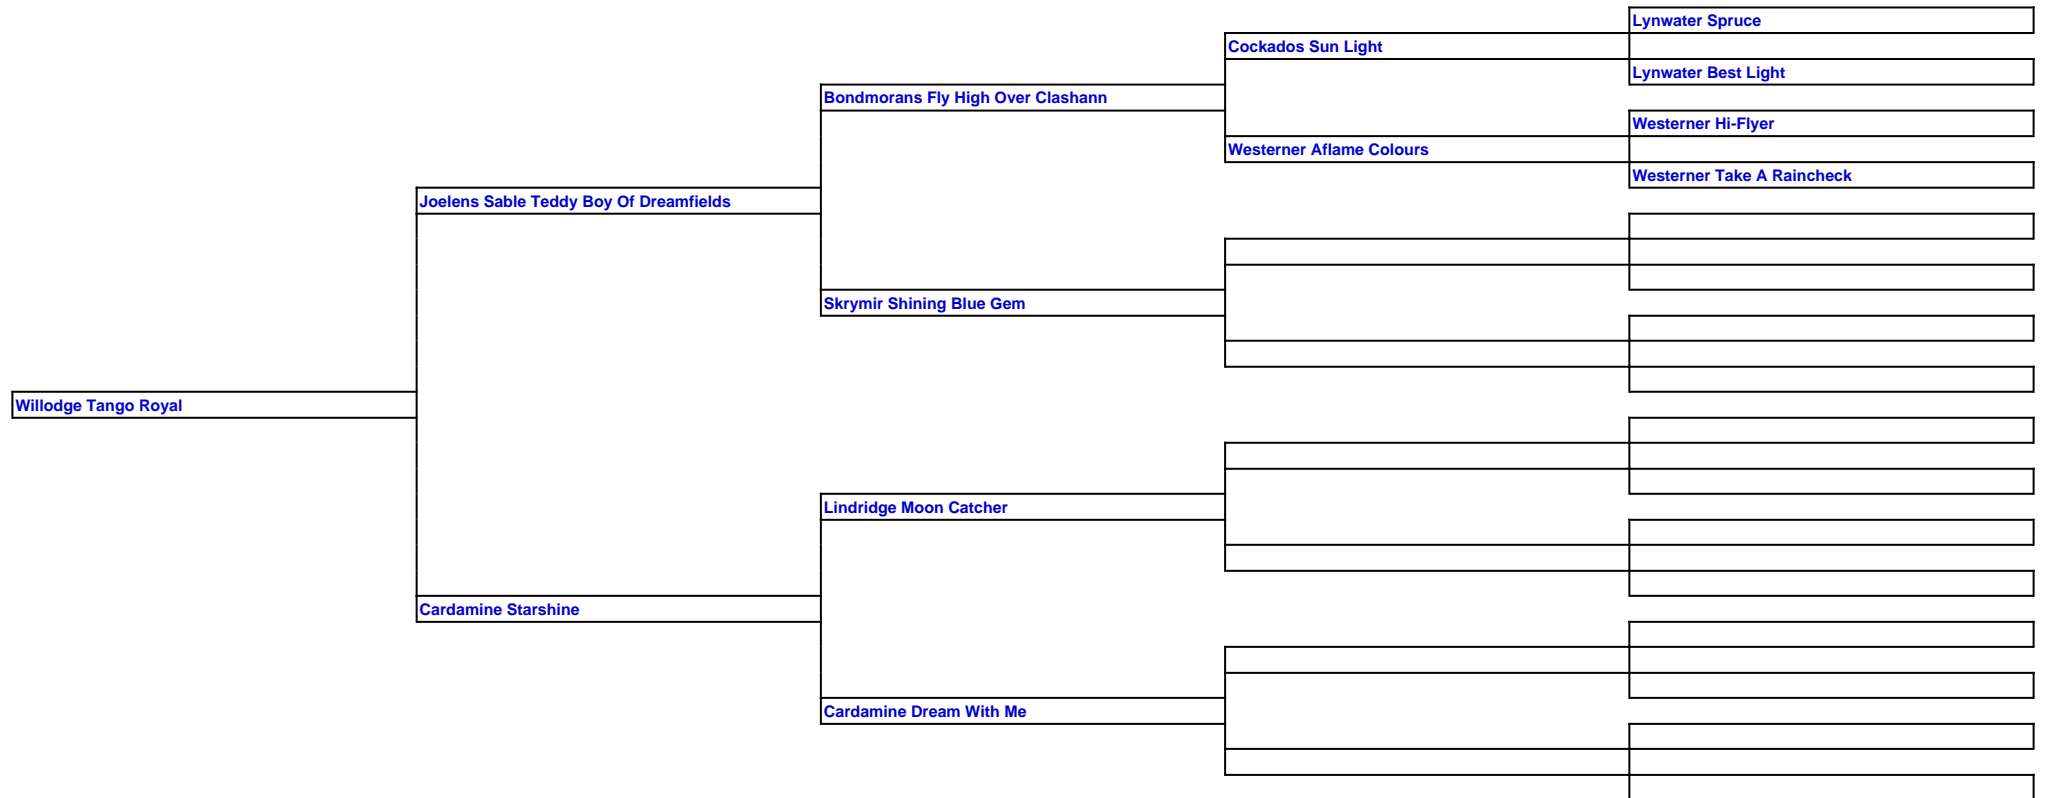 Lynwater Spruce
Cockados Sun Light
Lynwater Best Light
Bondmorans Fly High Over Clashann
Westerner Hi-Flyer
Westerner Aflame Colours
Westerner Take A Raincheck
Joelens Sable Teddy Boy Of Dreamfields
Skrymir Shining Blue Gem
Willodge Tango Royal
Lindridge Moon Catcher
Cardamine Starshine
Cardamine Dream With Me